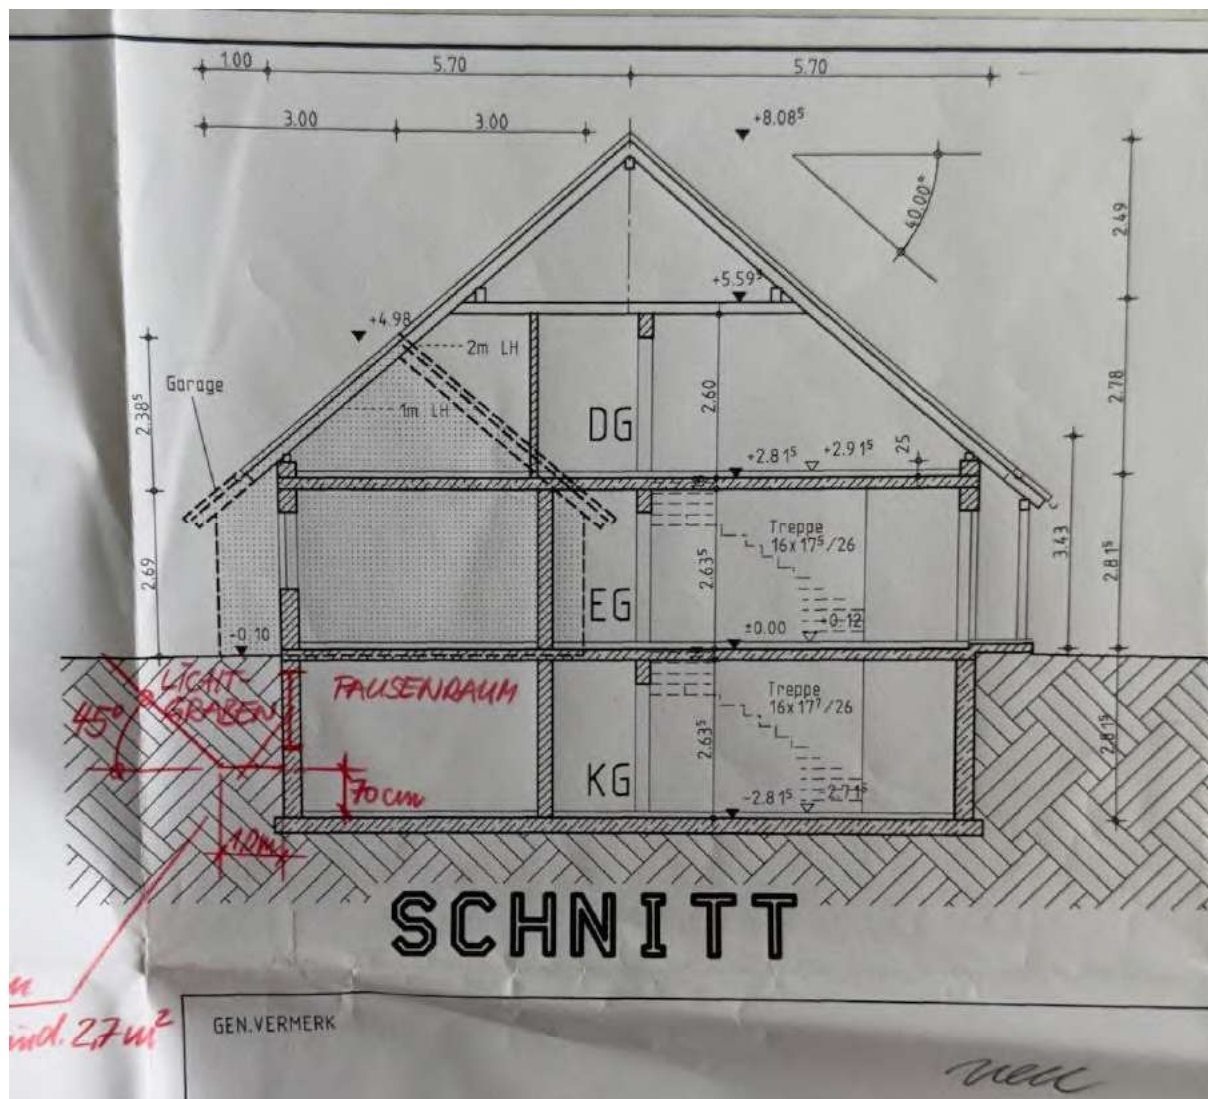 1.00
5.70
5.70
3.00
3.00
+8.08⁵
40.00°
2.49
+5.59⁵
+4.98
2m LH
Garage
1m LH
2.38⁵
2.60
DG
2.78
+2.81⁵
+2.91⁵
25
Treppe
16x17⁵/26
2.69
2.63⁵
3.43
2.81⁵
EG
-0.10
±0.00
+0.12
LICHT-
GRABEN
PAUSENRAUM
45°
Treppe
16x17⁷/26
2.63⁵
2.81⁵
KG
70cm
-2.81⁵
-2.71⁵
1.0m
SCHNITT
2,7 m²
GEN.VERMERK